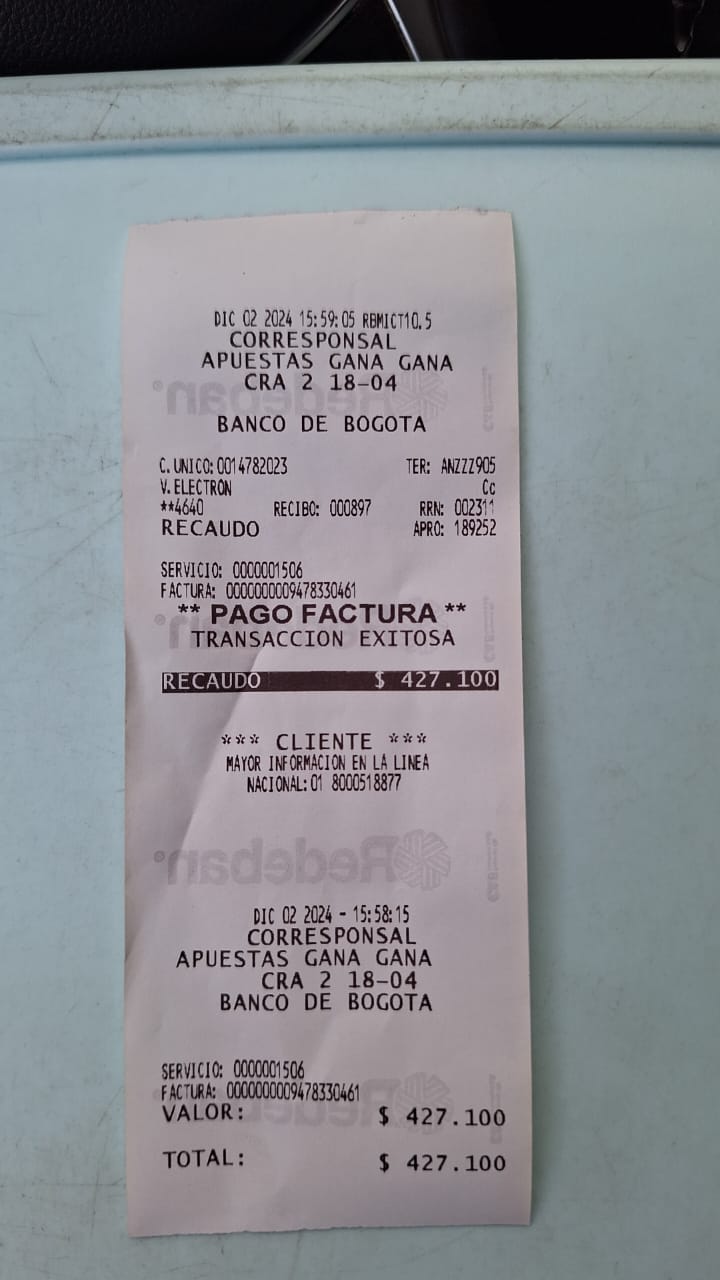 DIC 02 2024 15:59:05 RBMICT10.5
CORRESPONSAL
APUESTAS GANA GANA
CRA 2 18-04
BANCO DE BOGOTA
C. UNICO: 0014782023 TER: ANZZZ905
V. ELECTRON Cc
**4640 RECIBO: 000897 RRN: 002311
RECAUDO APRO: 189252
SERVICIO: 0000001506
FACTURA: 0000000009478330461
** PAGO FACTURA **
TRANSACCION EXITOSA
RECAUDO $ 427.100
*** CLIENTE ***
MAYOR INFORMACION EN LA LINEA
NACIONAL: 01 8000518877
Redeban
DIC 02 2024 - 15:58:15
CORRESPONSAL
APUESTAS GANA GANA
CRA 2 18-04
BANCO DE BOGOTA
SERVICIO: 0000001506
FACTURA: 0000000009478330461
VALOR: $ 427.100
TOTAL: $ 427.100